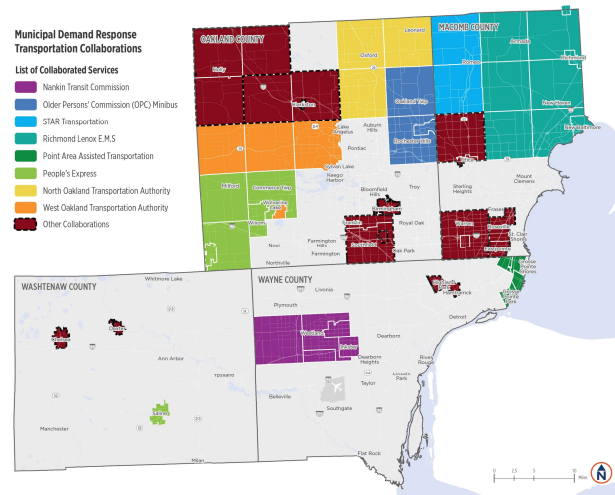 Municipal Demand Response
Transportation Collaborations
List of Collaborated Services
Nankin Transit Commission
Older Persons' Commission (OPC) Minibus
STAR Transportation
Richmond Lenox E.M.S
Point Area Assisted Transportation
People's Express
North Oakland Transportation Authority
West Oakland Transportation Authority
Other Collaborations
OAKLAND COUNTY
MACOMB COUNTY
Holly
Oxford
Leonard
Romeo
Armada
Richmond
Oakland Twp
New Haven
New Baltimore
Lake
Angelus
Auburn
Hills
Rochester Hills
Pontiac
Sylvan Lake
Keego
Harbor
Milford
Commerce Twp
Wolverine
Lake
Wixom
Bloomfield
Hills
Birmingham
Troy
Sterling
Heights
Mount
Clemens
Fraser
Warren
Roseville
St. Clair
Shores
Eastpointe
Royal Oak
Oak Park
Southfield
Farmington
Hills
Farmington
Novi
Northville
Grosse
Pointe
Shores
Grosse
Pointe
Park
WASHTENAW COUNTY
Whitmore Lake
WAYNE COUNTY
Livonia
Plymouth
Highland
Park
Hamtramck
Detroit
Chelsea
Dexter
Ann Arbor
Westland
Inkster
Dearborn
Dearborn
Heights
River
Rouge
Lincoln
Park
Taylor
Belleville
Southgate
Saline
Manchester
Milan
Flat Rock
0 2.5 5 10
Miles
N